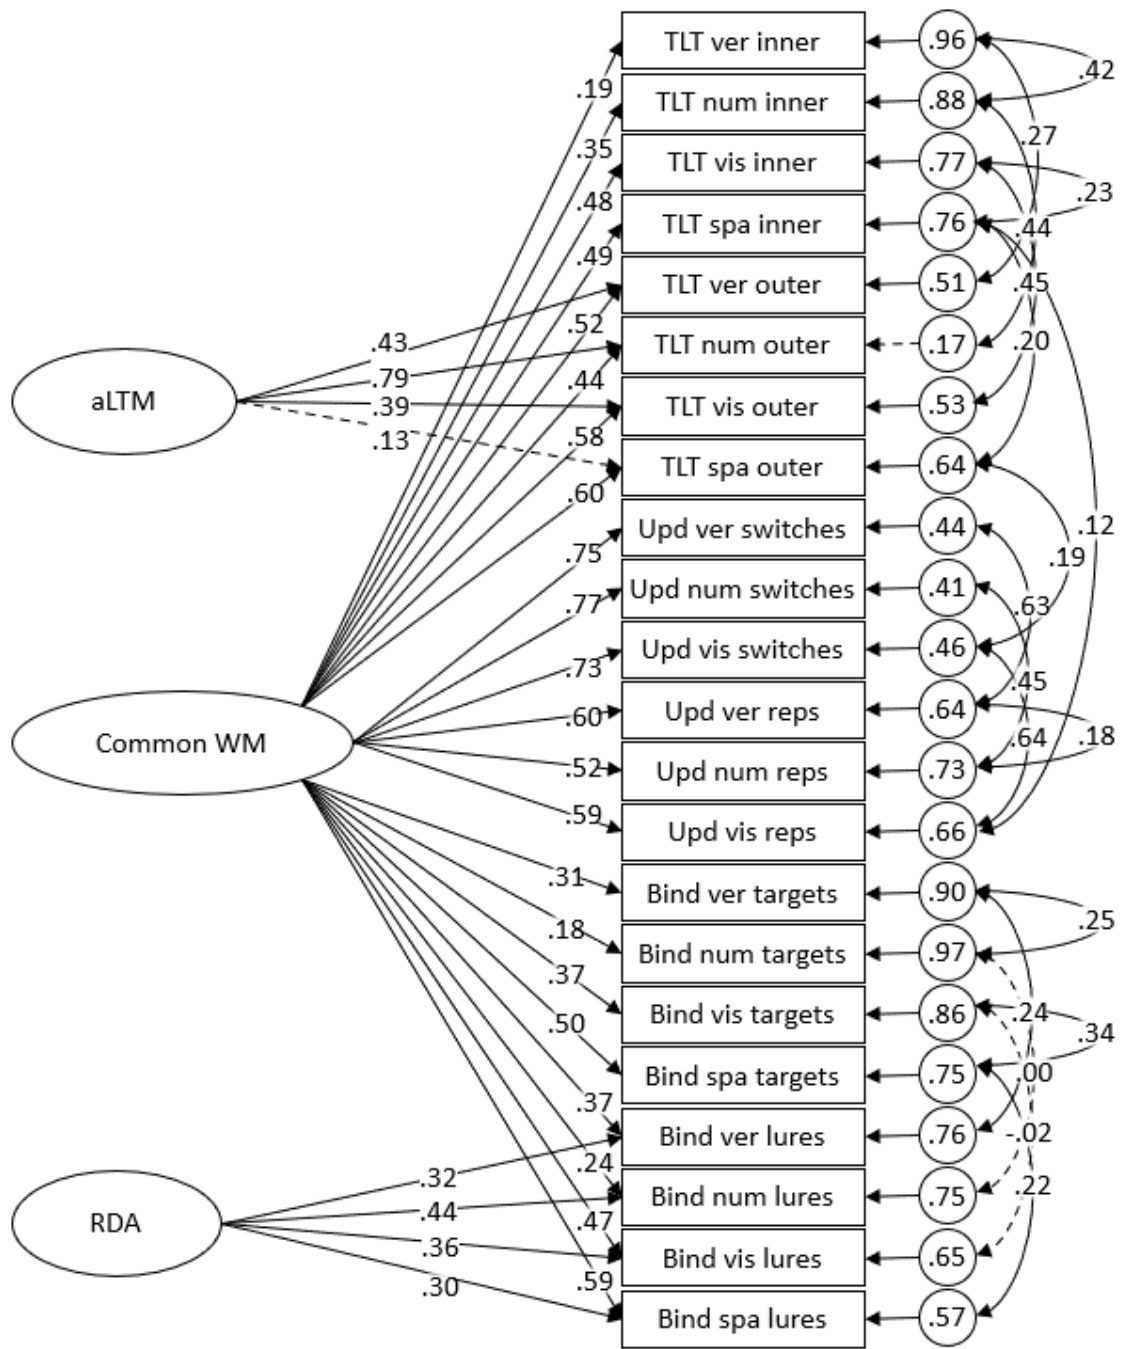 TLT ver inner
.96
.42
.19
TLT num inner
.88
.27
.35
TLT vis inner
.77
.23
.48
TLT spa inner
.76
.44
.49
TLT ver outer
.51
.45
.43
.52
TLT num outer
.17
.20
aLTM
.79
.44
.39
TLT vis outer
.53
.13
.58
TLT spa outer
.64
.60
.75
Upd ver switches
.44
.12
.19
.77
Upd num switches
.41
.63
.73
Upd vis switches
.46
.45
.60
Upd ver reps
.64
.64
.18
Common WM
.52
Upd num reps
.73
.59
Upd vis reps
.66
.31
Bind ver targets
.90
.25
.18
Bind num targets
.97
.37
Bind vis targets
.86
.24
.34
.50
Bind spa targets
.75
.00
.37
Bind ver lures
.76
-.02
.32
.24
Bind num lures
.75
.22
RDA
.44
.47
.36
Bind vis lures
.65
.30
.59
Bind spa lures
.57